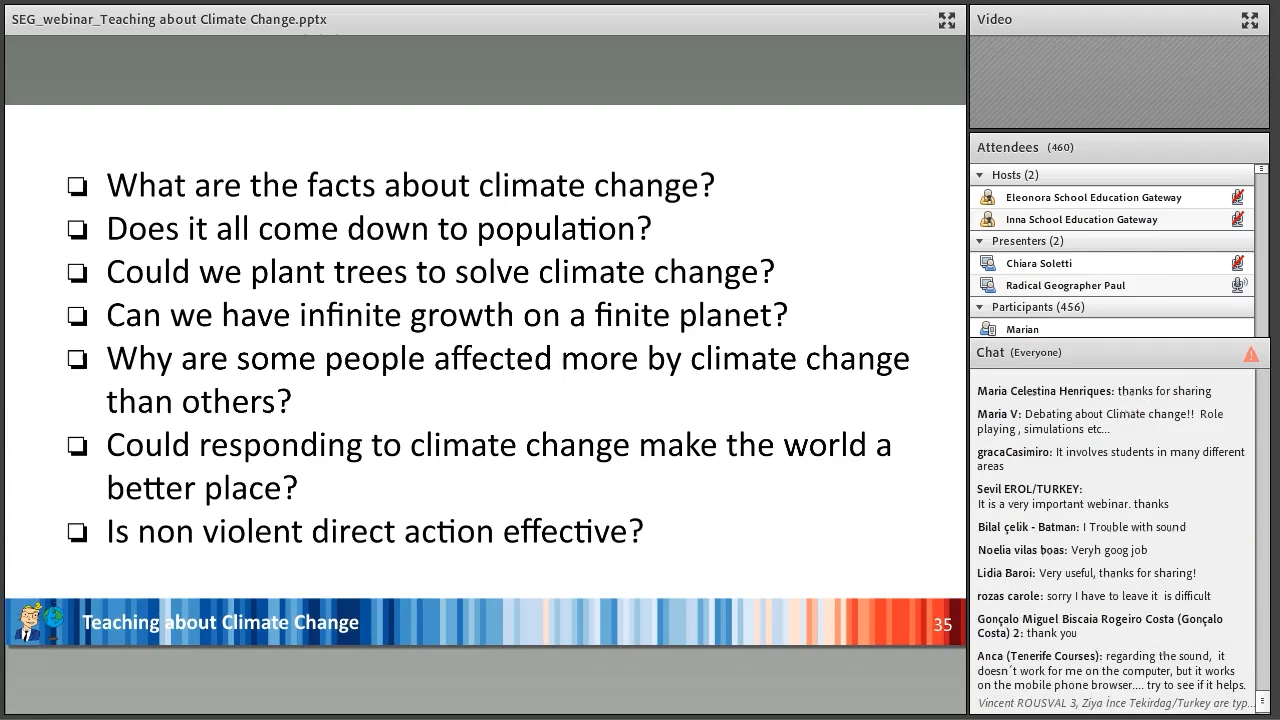 SEG_webinar_Teaching about Climate Change.pptx
What are the facts about climate change?
Does it all come down to population?
Could we plant trees to solve climate change?
Can we have infinite growth on a finite planet?
Why are some people affected more by climate change
than others?
Could responding to climate change make the world a
better place?
Is non violent direct action effective?
Teaching about Climate Change
35
Video
Attendees (460)
Hosts (2)
Eleonora School Education Gateway
Inna School Education Gateway
Presenters (2)
Chiara Soletti
Radical Geographer Paul
Participants (456)
Marian
Chat (Everyone)
Maria Celestina Henriques: thanks for sharing
Maria V: Debating about Climate change!! Role
playing , simulations etc...
gracaCasimiro: It involves students in many different
areas
Sevil EROL/TURKEY:
It is a very important webinar. thanks
Bilal çelik - Batman: I Trouble with sound
Noelia vilas boas: Veryh goog job
Lidia Baroi: Very useful, thanks for sharing!
rozas carole: sorry I have to leave it is difficult
Gonçalo Miguel Biscaia Rogeiro Costa (Gonçalo
Costa) 2: thank you
Anca (Tenerife Courses): regarding the sound, it
doesn´t work for me on the computer, but it works
on the mobile phone browser.... try to see if it helps.
Vincent ROUSVAL 3, Ziya İnce Tekirdag/Turkey are typ...